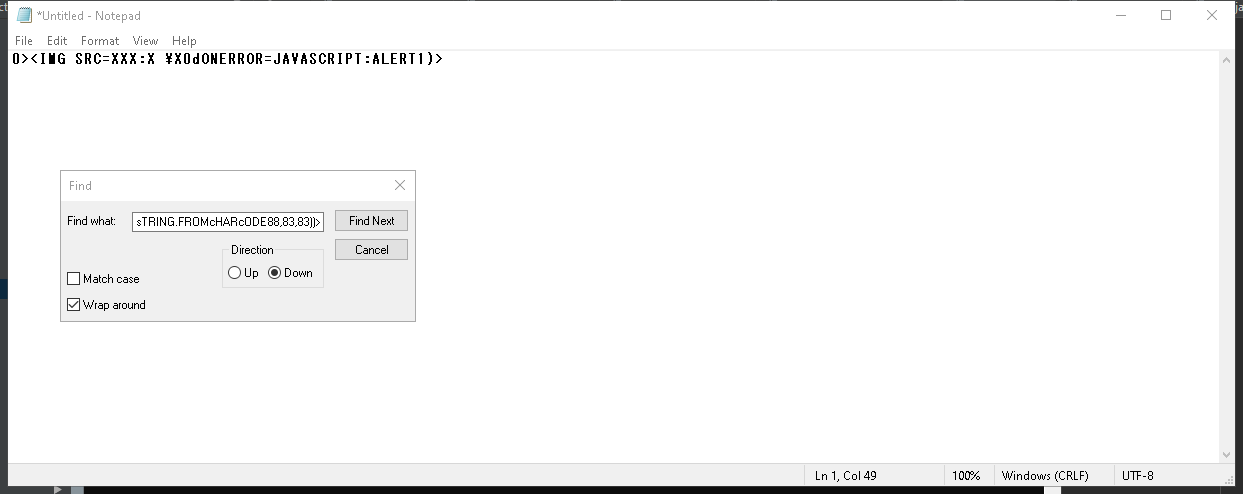 *Untitled - Notepad
File Edit Format View Help
0><IMG SRC=XXX:X ¥X0dONERROR=JAVASCRIPT:ALERT1)>
Find
Find what: sTRING.FROMcHARcODE88,83,83))> Find Next
Direction Cancel
Up Down
Match case
Wrap around
Ln 1, Col 49 100% Windows (CRLF) UTF-8